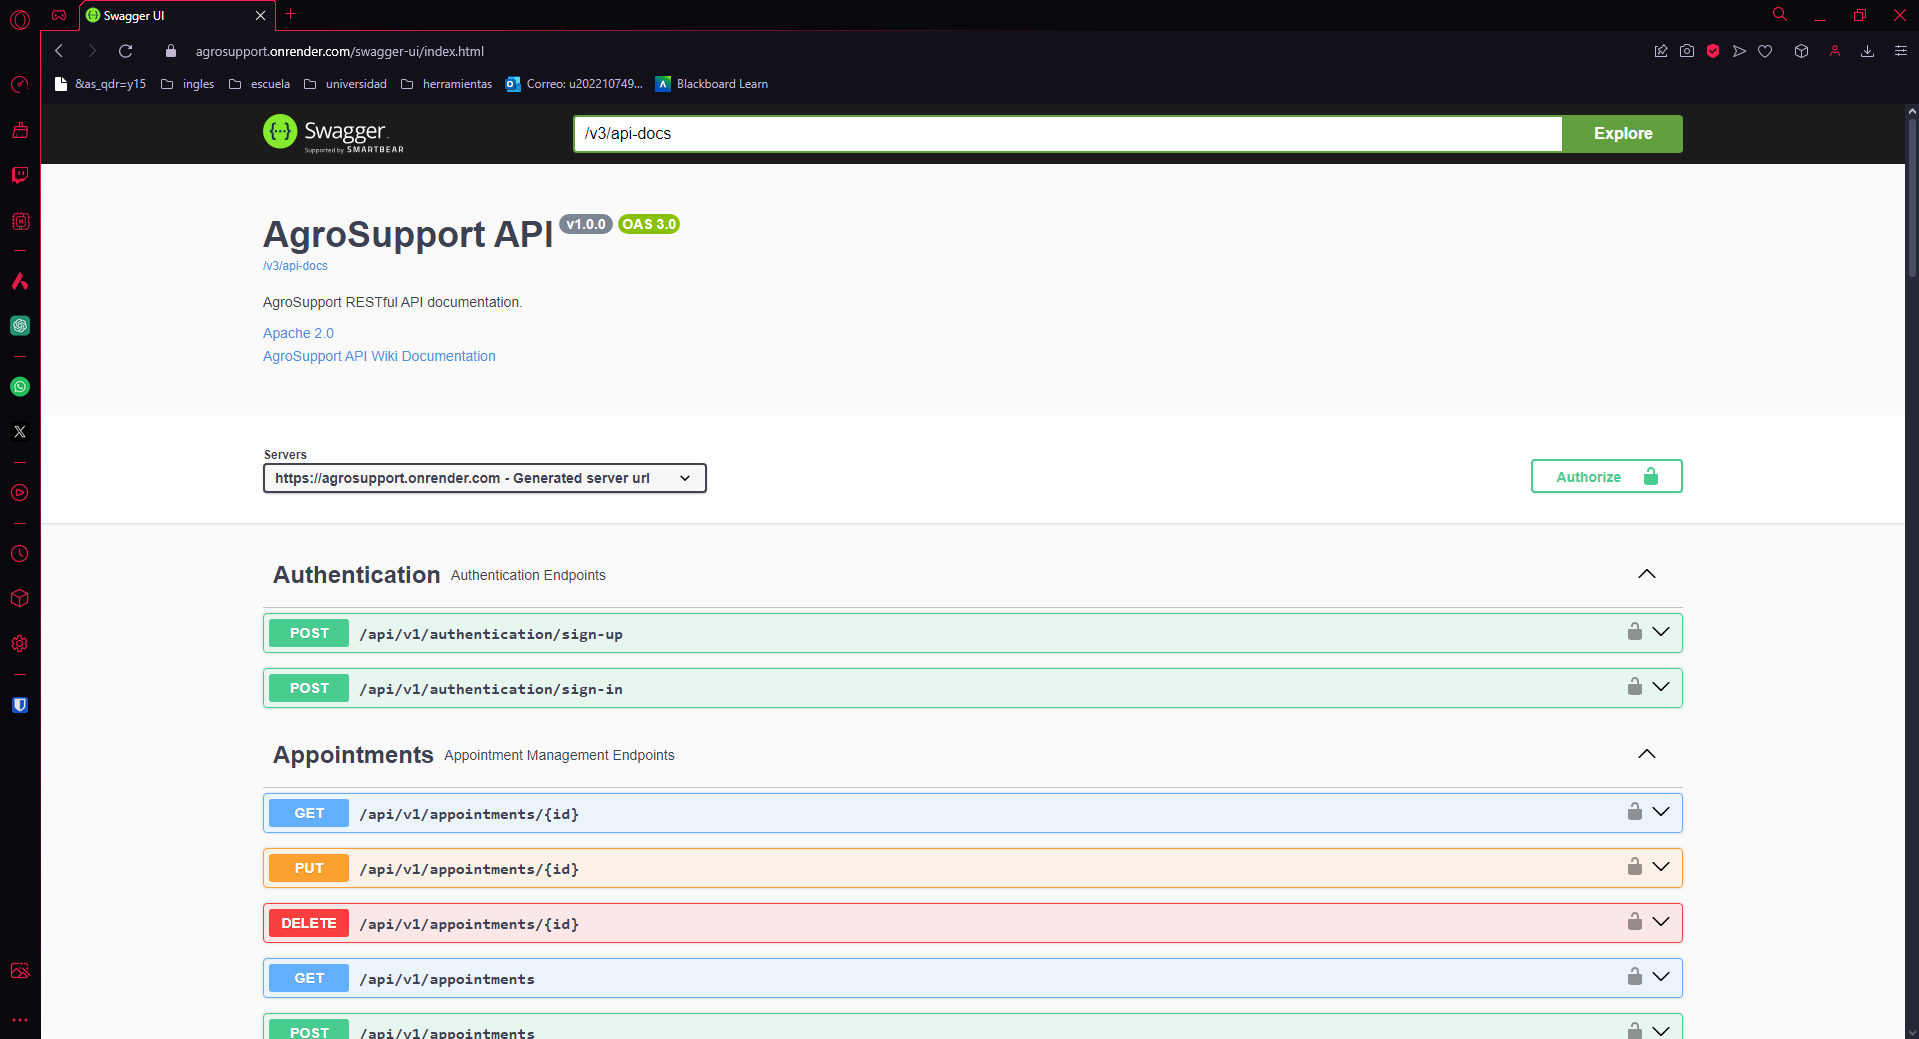 Swagger UI
agrosupport.onrender.com/swagger-ui/index.html
&as_qdr=y15 ingles escuela universidad herramientas Correo: u202210749... Blackboard Learn
Swagger.
Supported by SMARTBEAR
/v3/api-docs
Explore
AgroSupport API v1.0.0 OAS 3.0
/v3/api-docs
AgroSupport RESTful API documentation.
Apache 2.0
AgroSupport API Wiki Documentation
Servers
https://agrosupport.onrender.com - Generated server url
Authorize
Authentication Authentication Endpoints
POST /api/v1/authentication/sign-up
POST /api/v1/authentication/sign-in
Appointments Appointment Management Endpoints
GET /api/v1/appointments/{id}
PUT /api/v1/appointments/{id}
DELETE /api/v1/appointments/{id}
GET /api/v1/appointments
POST /api/v1/appointments